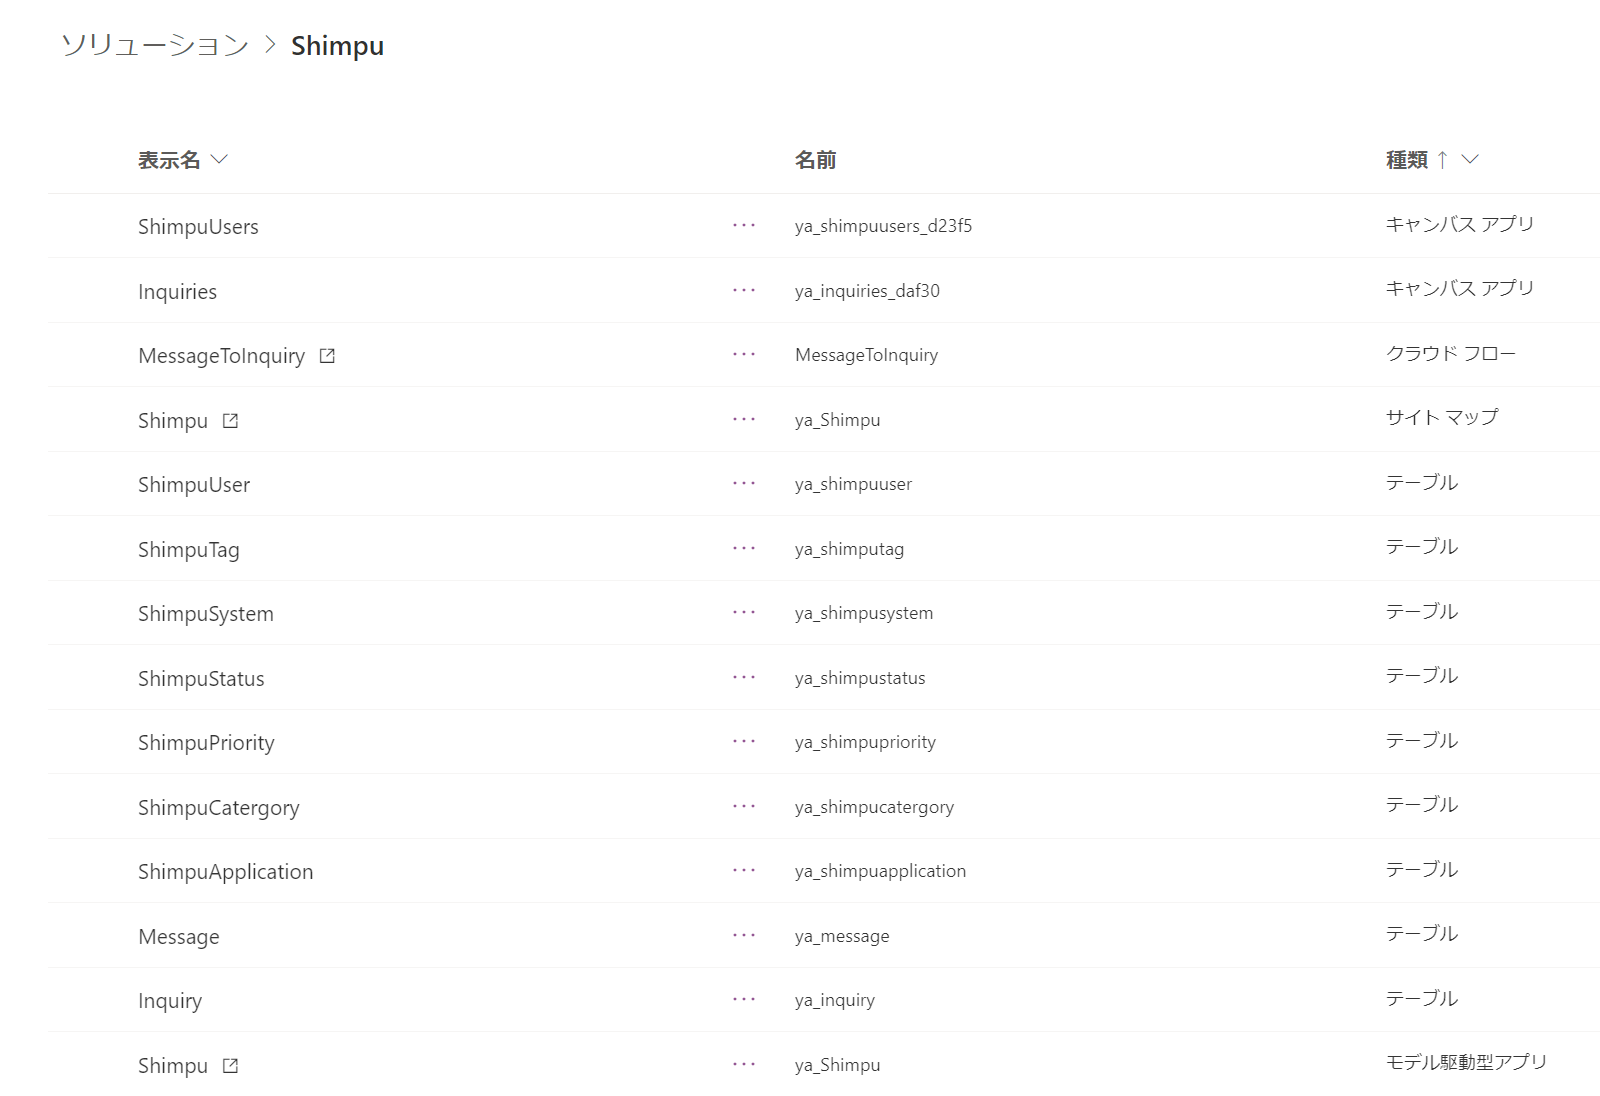 ソリューション > Shimpu
表示名 名前 種類 ↑
ShimpuUsers ··· ya_shimpuusers_d23f5 キャンバス アプリ
Inquiries ··· ya_inquiries_daf30 キャンバス アプリ
MessageToInquiry ··· MessageToInquiry クラウド フロー
Shimpu ··· ya_Shimpu サイト マップ
ShimpuUser ··· ya_shimpuuser テーブル
ShimpuTag ··· ya_shimputag テーブル
ShimpuSystem ··· ya_shimpusystem テーブル
ShimpuStatus ··· ya_shimpustatus テーブル
ShimpuPriority ··· ya_shimpupriority テーブル
ShimpuCatergory ··· ya_shimpucatergory テーブル
ShimpuApplication ··· ya_shimpuapplication テーブル
Message ··· ya_message テーブル
Inquiry ··· ya_inquiry テーブル
Shimpu ··· ya_Shimpu モデル駆動型アプリ